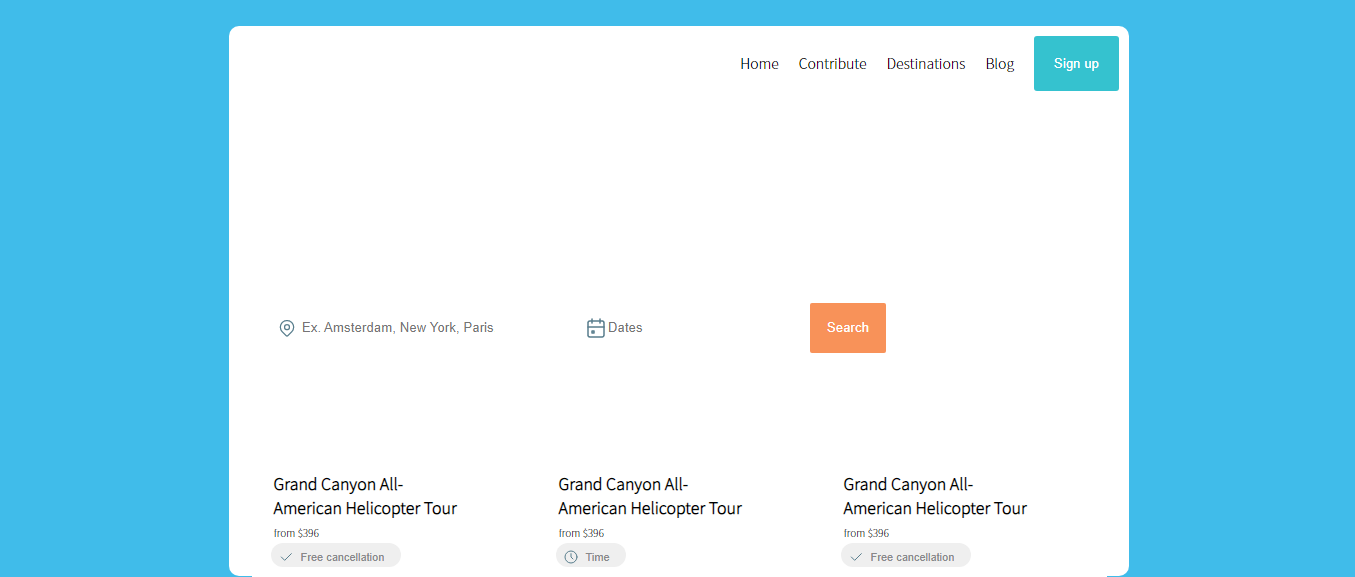 Home Contribute Destinations Blog Sign up
Ex. Amsterdam, New York, Paris Dates Search
Grand Canyon All-
American Helicopter Tour
from $396
Free cancellation
Grand Canyon All-
American Helicopter Tour
from $396
Time
Grand Canyon All-
American Helicopter Tour
from $396
Free cancellation